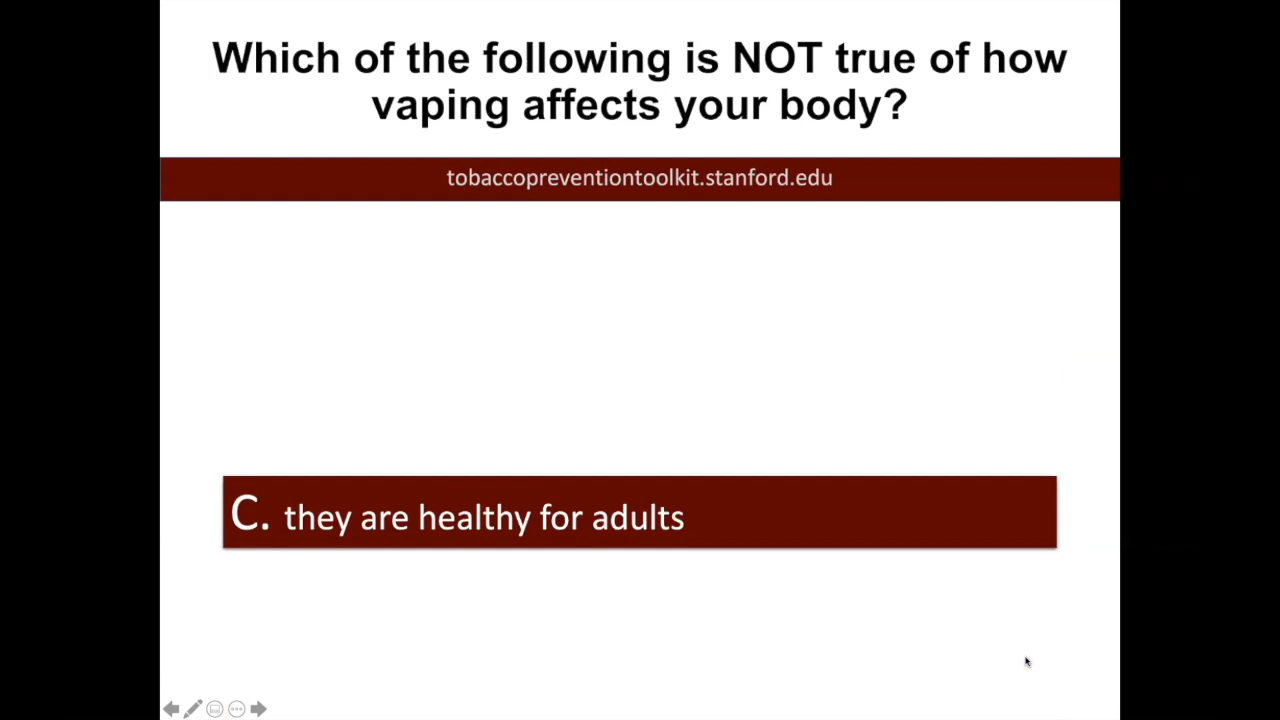 Which of the following is NOT true of how
vaping affects your body?
tobaccopreventiontoolkit.stanford.edu
C. they are healthy for adults